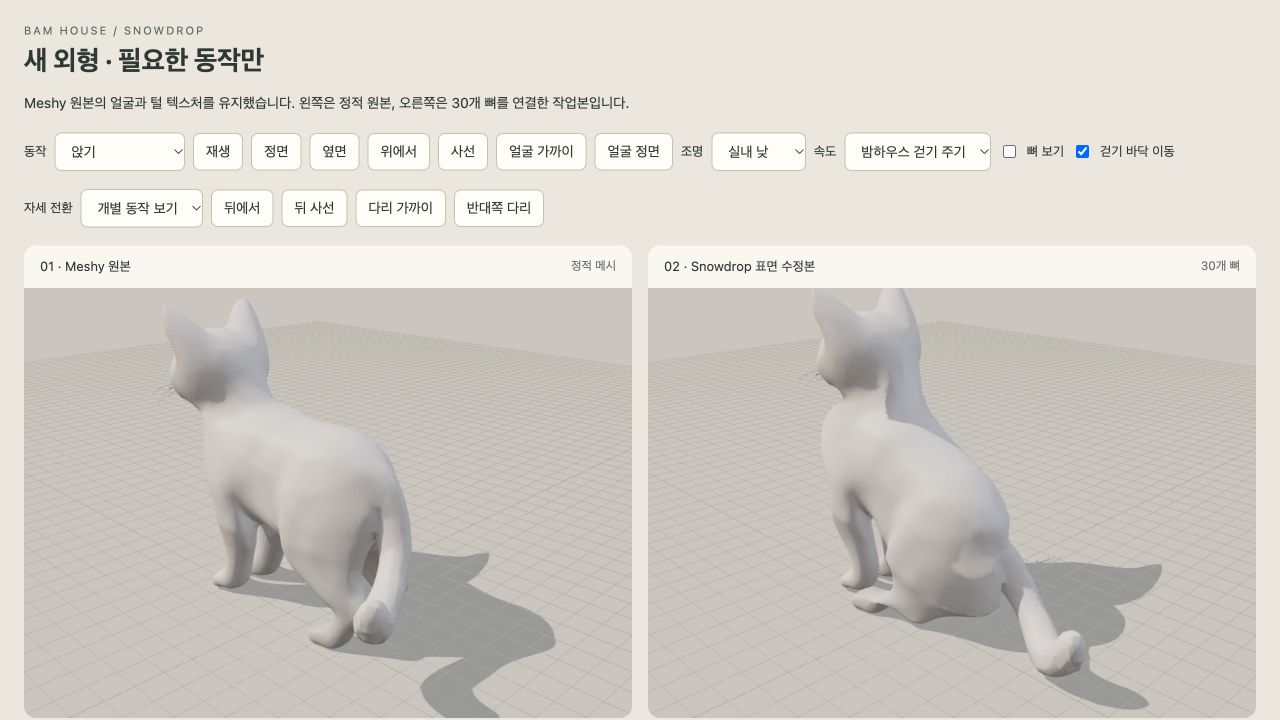 BAM HOUSE / SNOWDROP
새 외형 · 필요한 동작만
Meshy 원본의 얼굴과 털 텍스처를 유지했습니다. 왼쪽은 정적 원본, 오른쪽은 30개 뼈를 연결한 작업본입니다.
동작 앉기 재생 정면 옆면 위에서 사선 얼굴 가까이 얼굴 정면 조명 실내 낮 속도 밤하우스 걷기 주기 뼈 보기 걷기 바닥 이동
자세 전환 개별 동작 보기 뒤에서 뒤 사선 다리 가까이 반대쪽 다리
01 · Meshy 원본 정적 메시
02 · Snowdrop 표면 수정본 30개 뼈